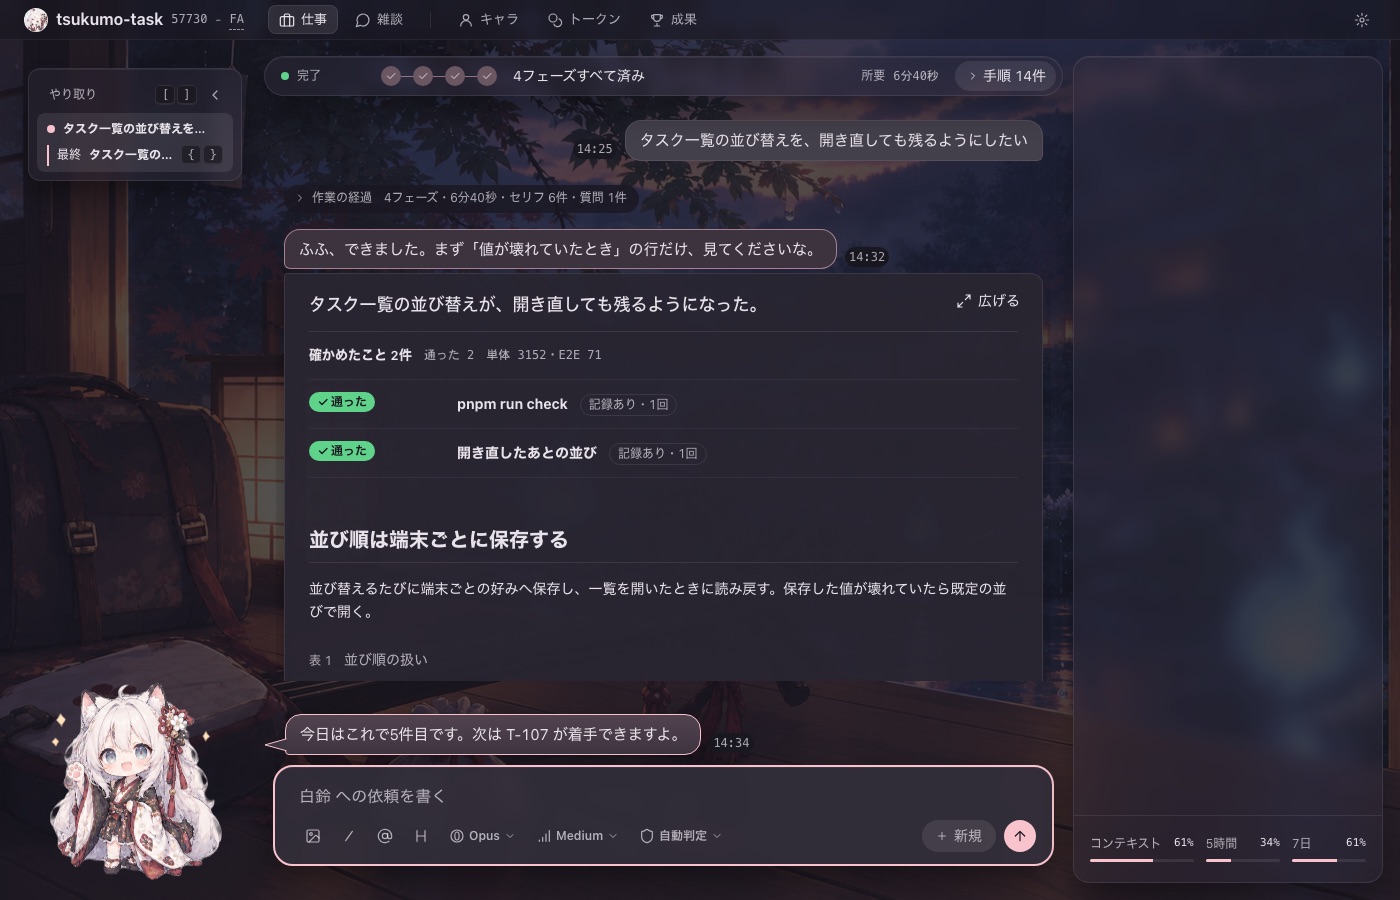 tsukumo-task 57730 - FA 仕事 雑談 キャラ トークン 成果
やり取り [ ]
タスク一覧の並び替えを...
最終 タスク一覧の... { }
完了 4フェーズすべて済み 所要 6分40秒 手順 14件
14:25 タスク一覧の並び替えを、開き直しても残るようにしたい
作業の経過 4フェーズ・6分40秒・セリフ 6件・質問 1件
ふふ、できました。まず「値が壊れていたとき」の行だけ、見てくださいな。 14:32
タスク一覧の並び替えが、開き直しても残るようになった。 広げる
確かめたこと 2件 通った 2 単体 3152・E2E 71
通った pnpm run check 記録あり・1回
通った 開き直したあとの並び 記録あり・1回
並び順は端末ごとに保存する
並び替えるたびに端末ごとの好みへ保存し、一覧を開いたときに読み戻す。保存した値が壊れていたら既定の並
びで開く。
表 1 並び順の扱い
今日はこれで5件目です。次は T-107 が着手できますよ。 14:34
白鈴 への依頼を書く
/ @ H Opus Medium 自動判定 + 新規
コンテキスト 61% 5時間 34% 7日 61%